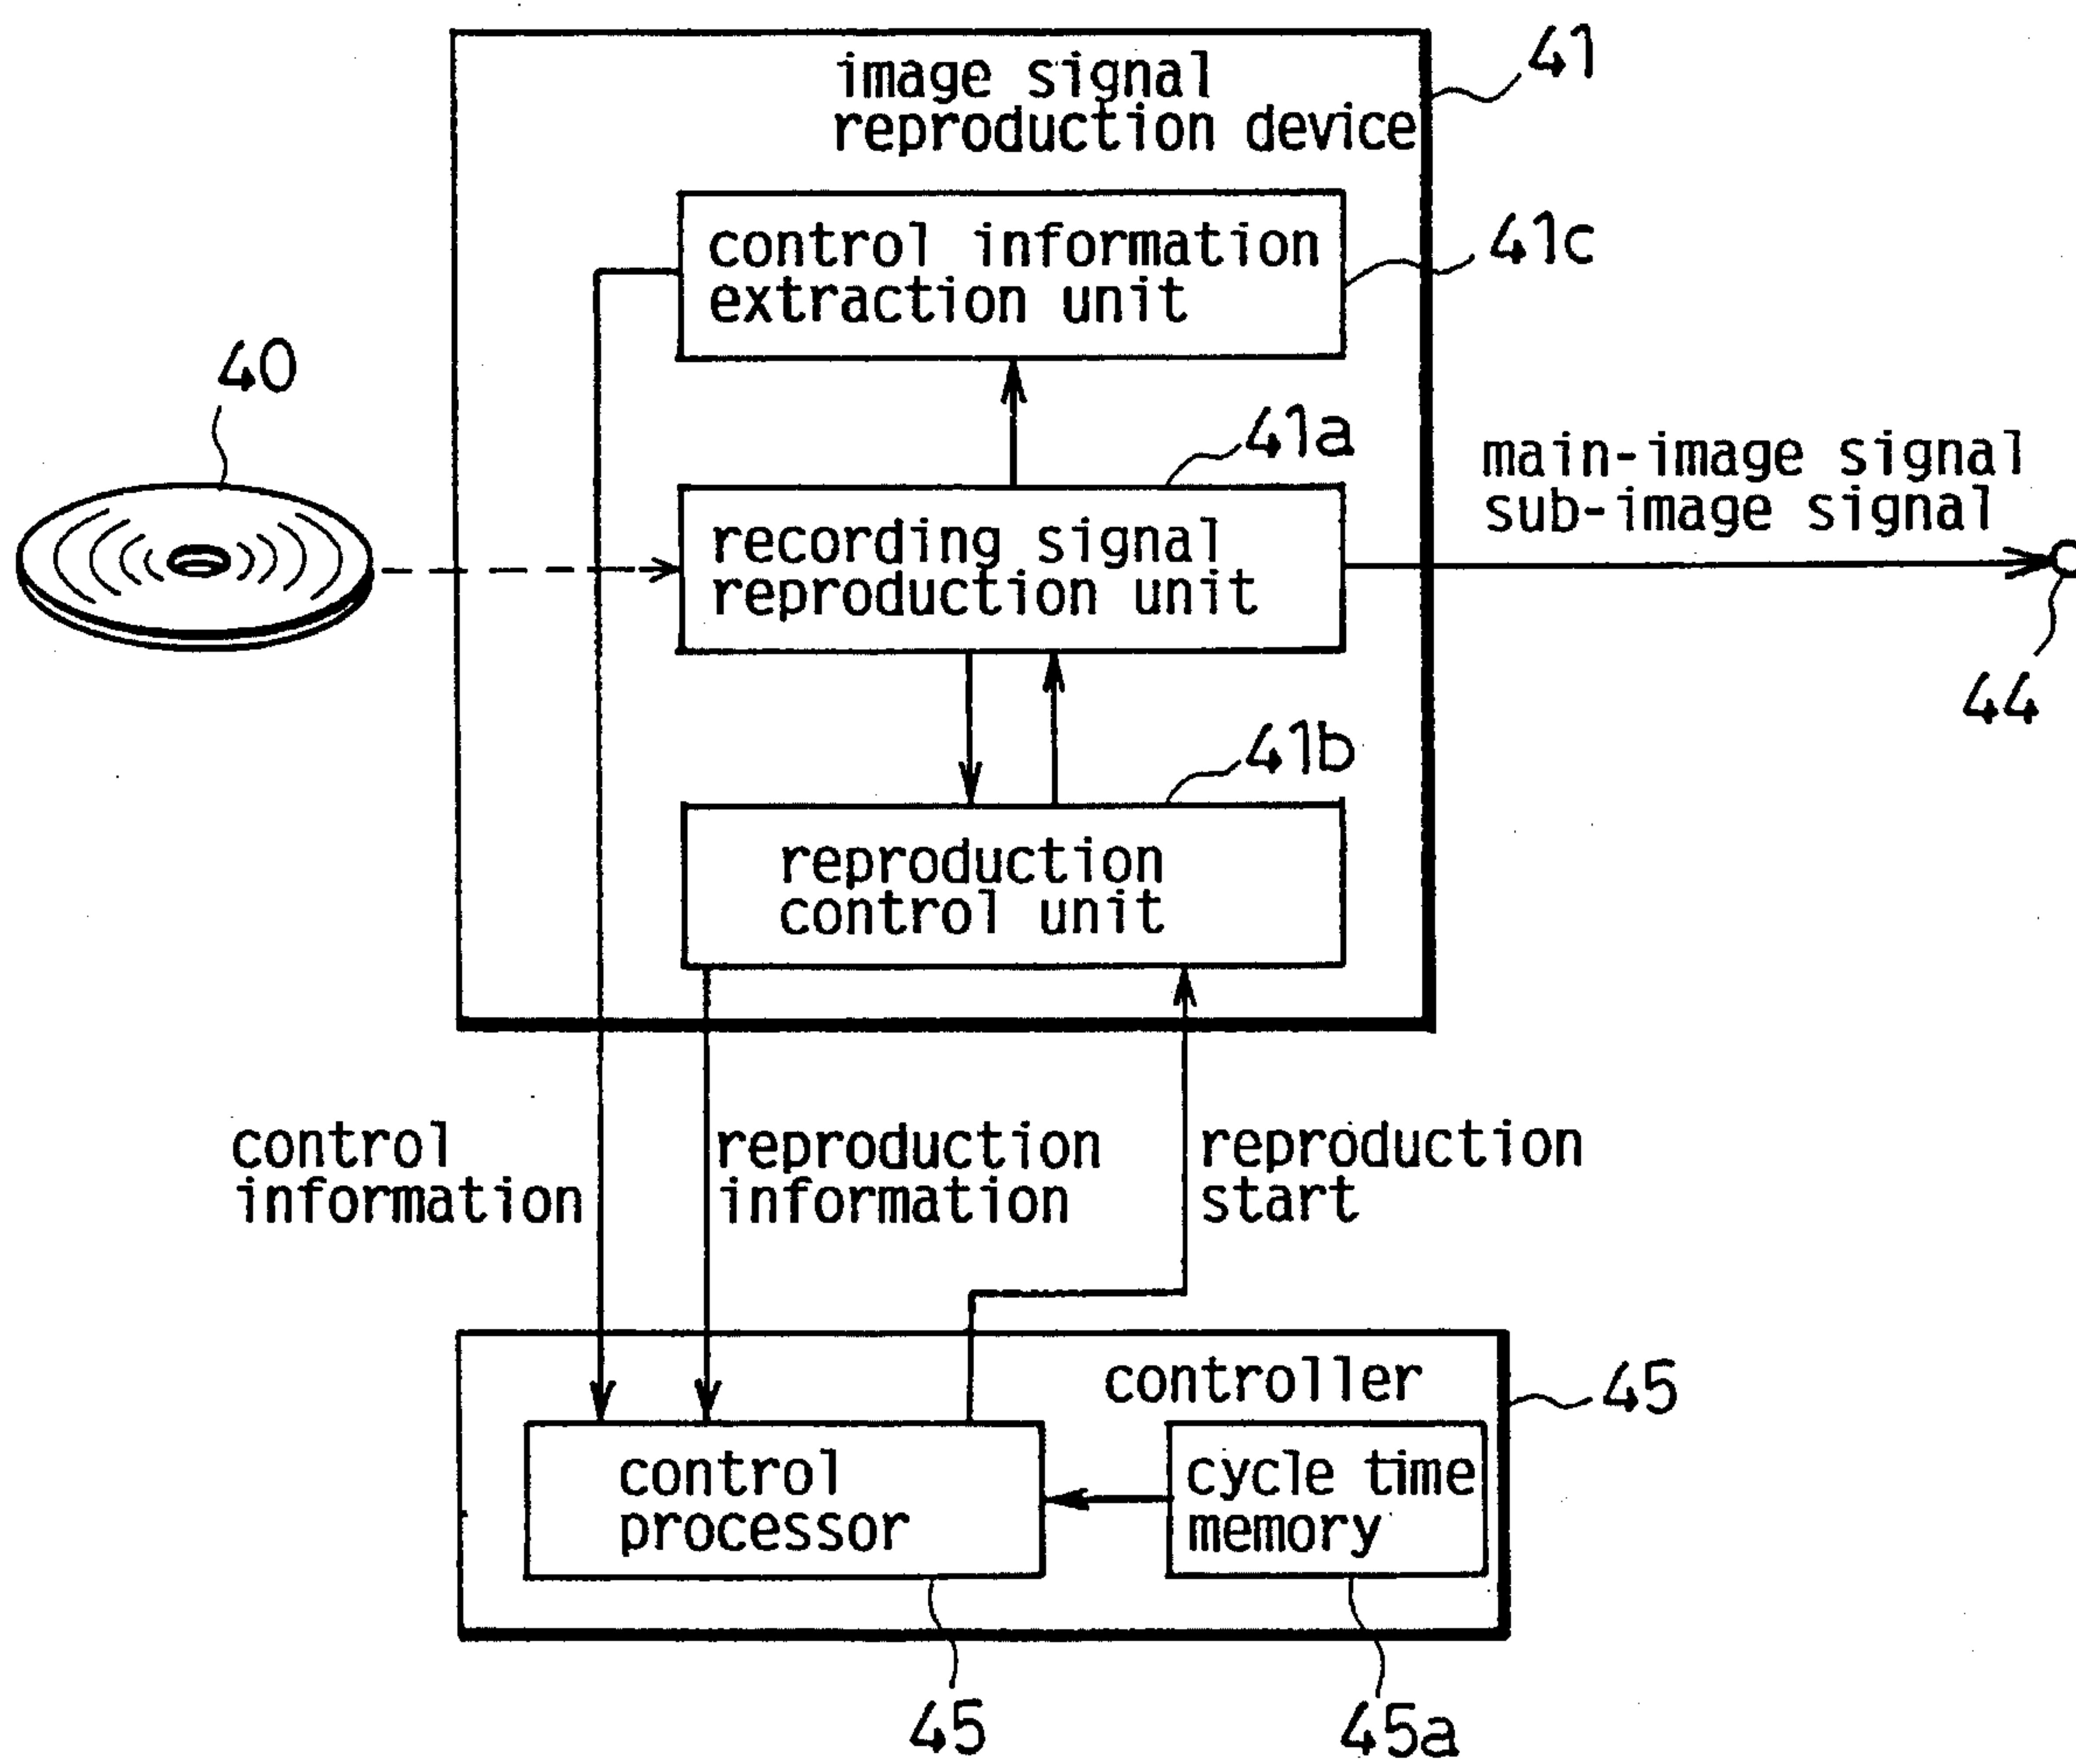 image signal
reproduction device
41
control information
extraction unit
41c
40
41a
main-image signal
sub-image signal
recording signal
reproduction unit
44
41b
reproduction
control unit
control
information
reproduction
information
reproduction
start
controller
45
control
processor
cycle time
memory
45
45a